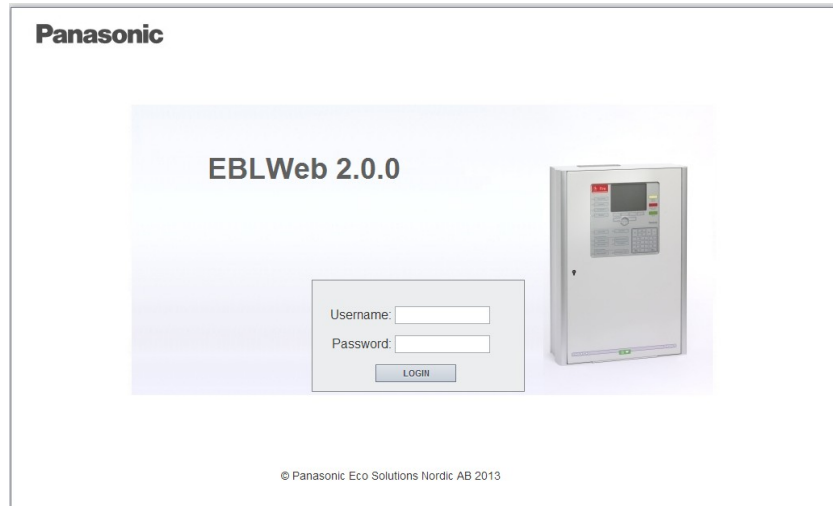 Panasonic
EBLWeb 2.0.0
Username:
Password:
LOGIN
© Panasonic Eco Solutions Nordic AB 2013